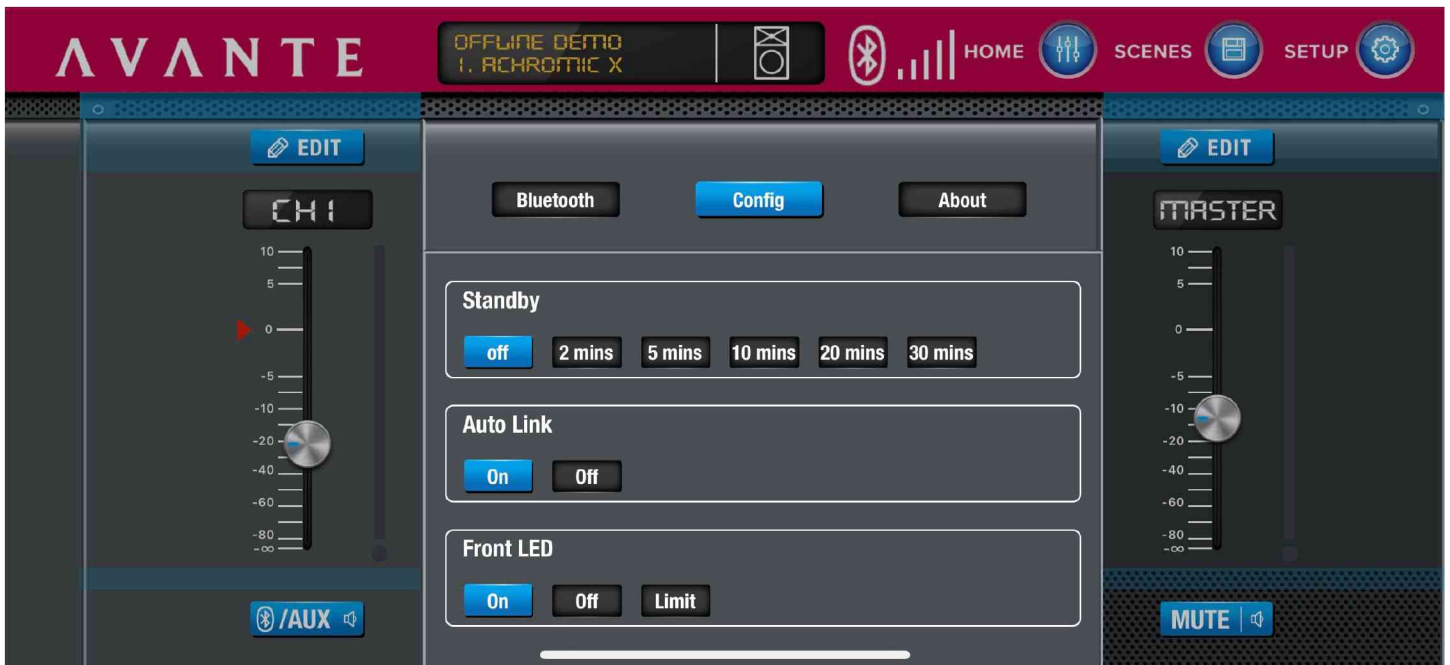 AVANTE
OFFLINE DEMO
1. ACHROMIC X
HOME
SCENES
SETUP
EDIT
CH1
10
5
0
-5
-10
-20
-40
-60
-80
-∞
/AUX
Bluetooth
Config
About
Standby
off 2 mins 5 mins 10 mins 20 mins 30 mins
Auto Link
On Off
Front LED
On Off Limit
EDIT
MASTER
10
5
0
-5
-10
-20
-40
-60
-80
-∞
MUTE